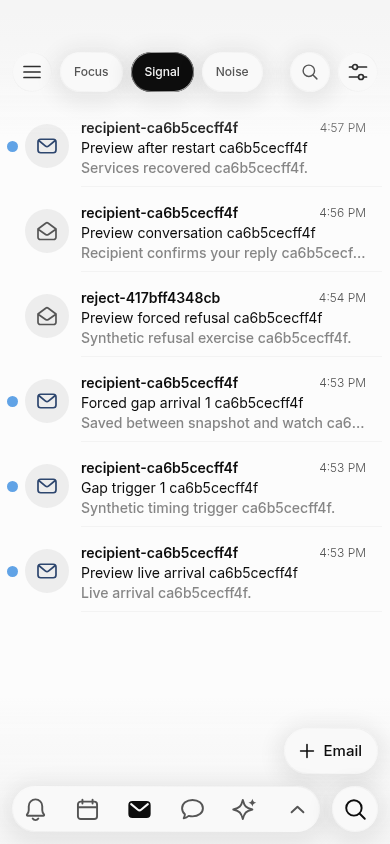 Focus
Signal
Noise
recipient-ca6b5cecff4f 4:57 PM
Preview after restart ca6b5cecff4f
Services recovered ca6b5cecff4f.
recipient-ca6b5cecff4f 4:56 PM
Preview conversation ca6b5cecff4f
Recipient confirms your reply ca6b5cecf...
reject-417bff4348cb 4:54 PM
Preview forced refusal ca6b5cecff4f
Synthetic refusal exercise ca6b5cecff4f.
recipient-ca6b5cecff4f 4:53 PM
Forced gap arrival 1 ca6b5cecff4f
Saved between snapshot and watch ca6...
recipient-ca6b5cecff4f 4:53 PM
Gap trigger 1 ca6b5cecff4f
Synthetic timing trigger ca6b5cecff4f.
recipient-ca6b5cecff4f 4:53 PM
Preview live arrival ca6b5cecff4f
Live arrival ca6b5cecff4f.
Email